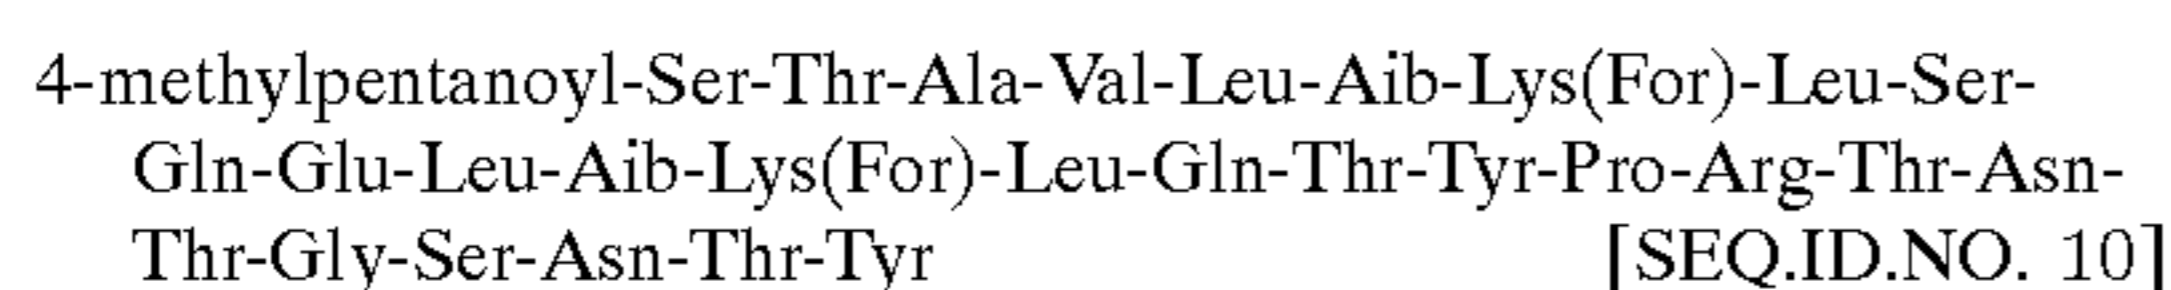 4-methylpentanoyl-Ser-Thr-Ala-Val-Leu-Aib-Lys(For)-Leu-Ser-
Gln-Glu-Leu-Aib-Lys(For)-Leu-Gln-Thr-Tyr-Pro-Arg-Thr-Asn-
Thr-Gly-Ser-Asn-Thr-Tyr [SEQ.ID.NO. 10]